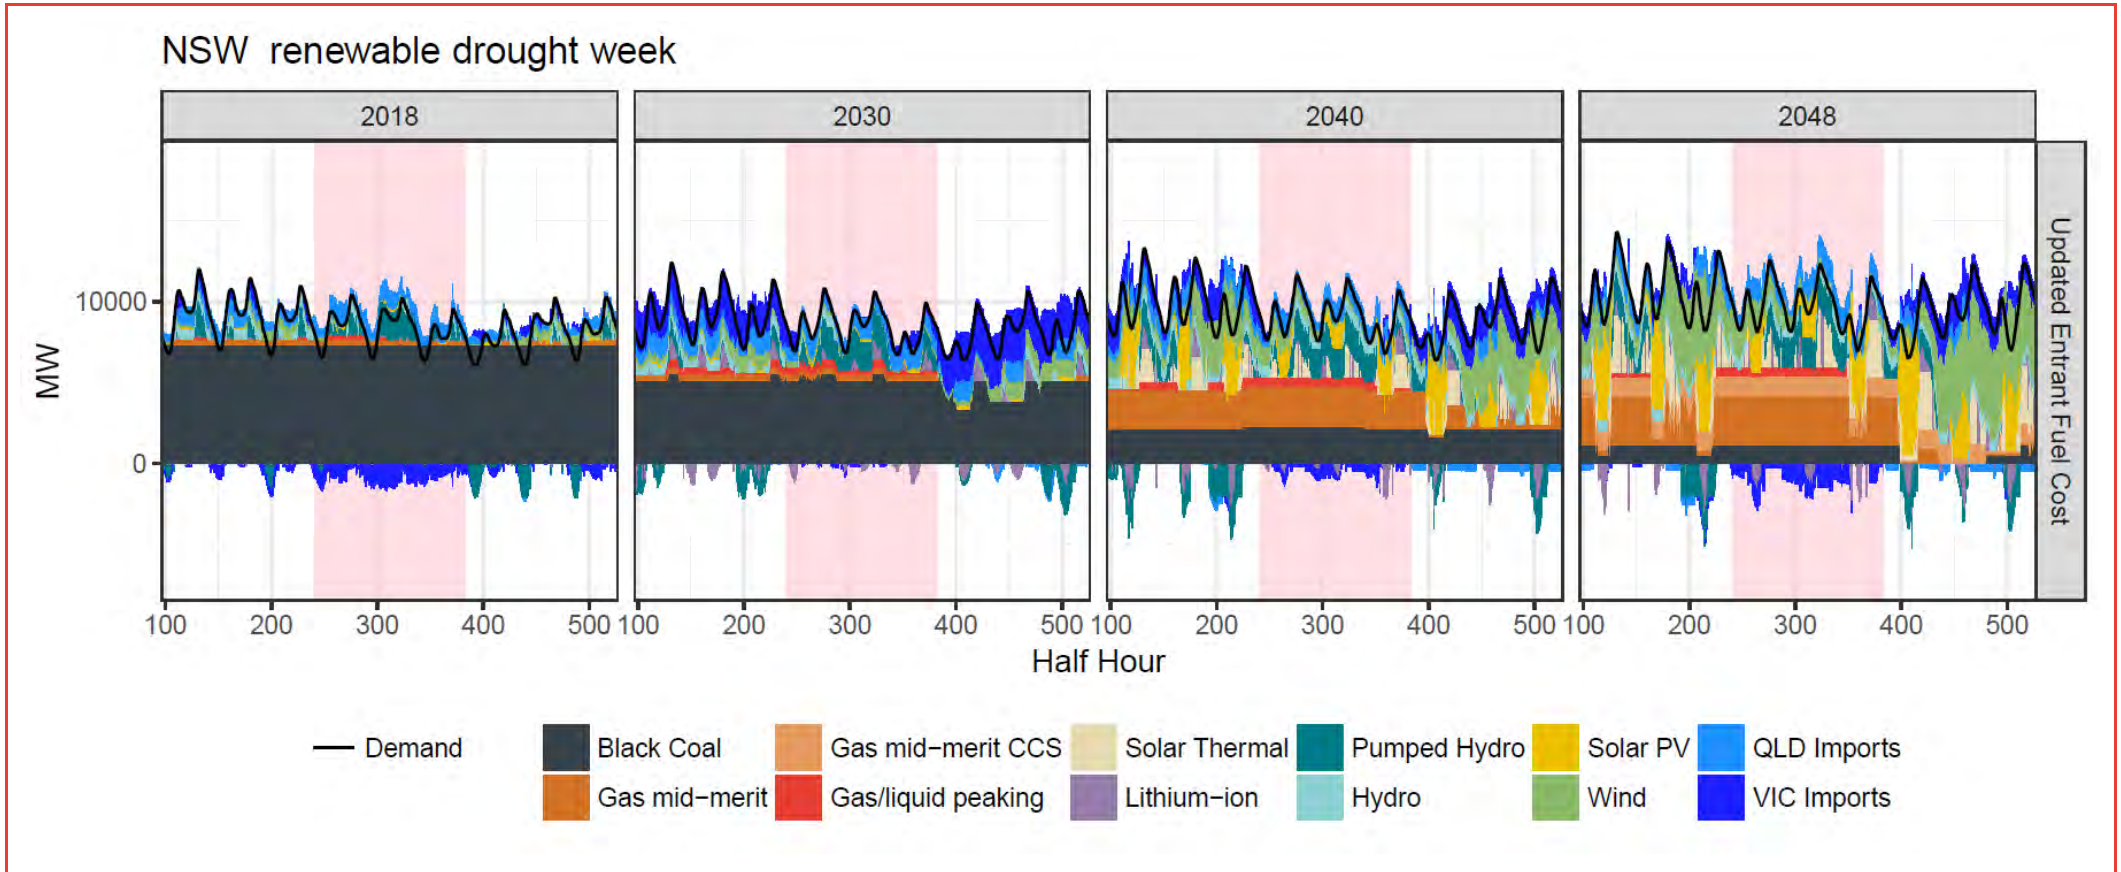 NSW  renewable drought week
2018 2030 2040 2048
Updated Entrant Fuel Cost
MW
10000
0
100 200 300 400 500 100 200 300 400 500 100 200 300 400 500 100 200 300 400 500
Half Hour
Demand Black Coal Gas mid−merit CCS Solar Thermal Pumped Hydro Solar PV QLD Imports
Gas mid−merit Gas/liquid peaking Lithium−ion Hydro Wind VIC Imports